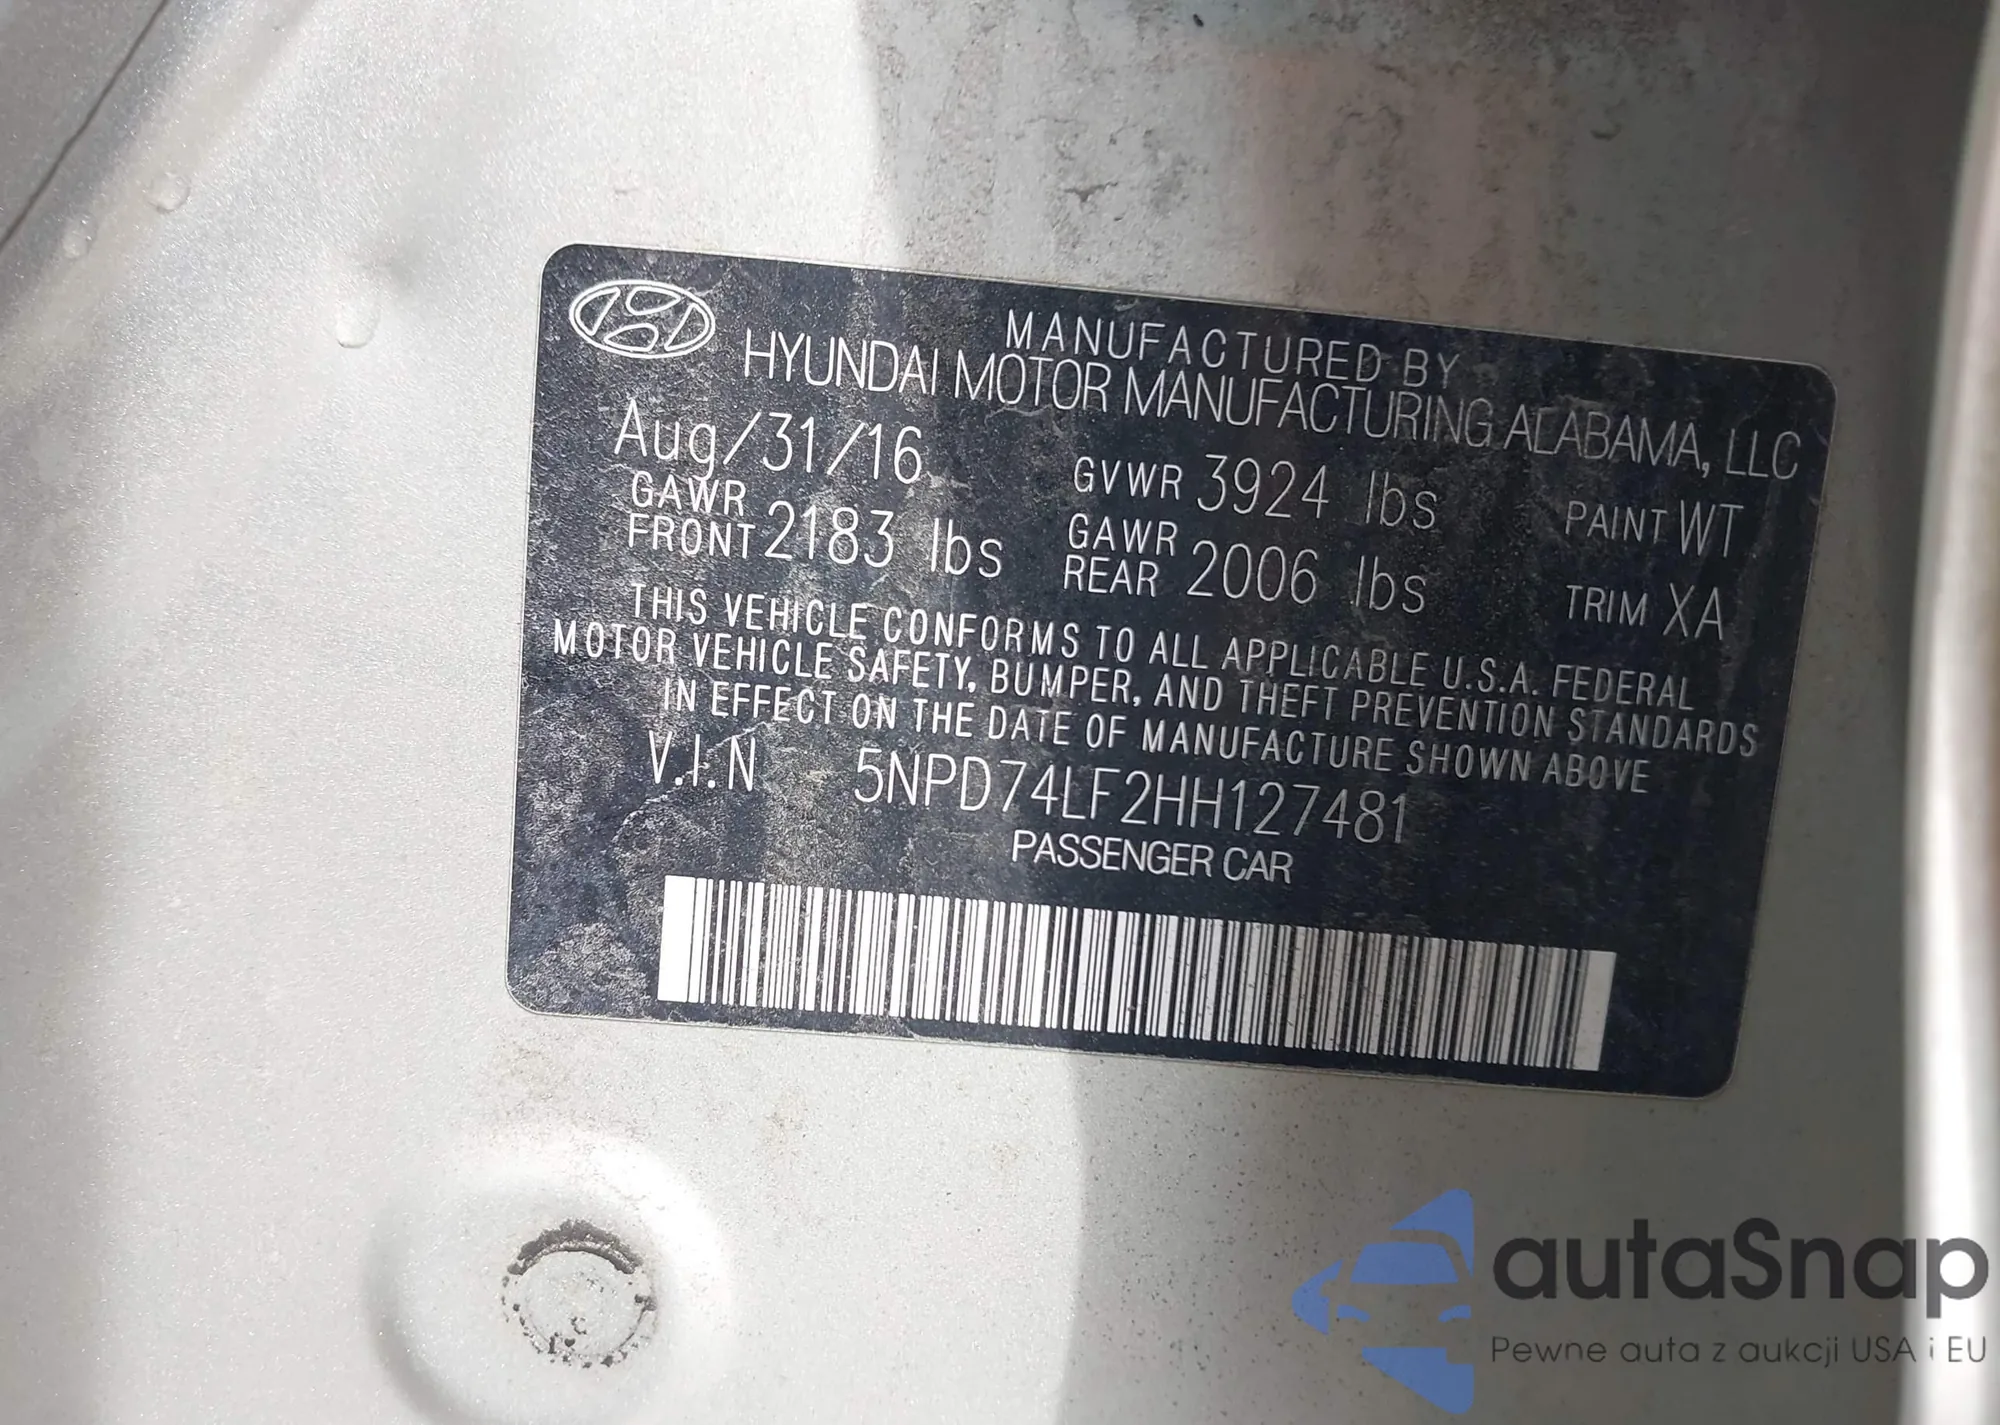 MANUFACTURED BY
HYUNDAI MOTOR MANUFACTURING ALABAMA, LLC
Aug/31/16 GVWR 3924 lbs PAINT WT
GAWR FRONT 2183 lbs GAWR REAR 2006 lbs TRIM XA
THIS VEHICLE CONFORMS TO ALL APPLICABLE U.S.A. FEDERAL
MOTOR VEHICLE SAFETY, BUMPER, AND THEFT PREVENTION STANDARDS
IN EFFECT ON THE DATE OF MANUFACTURE SHOWN ABOVE
V.I.N 5NPD74LF2HH127481
PASSENGER CAR
autaSnap
Pewne auta z aukcji USA i EU